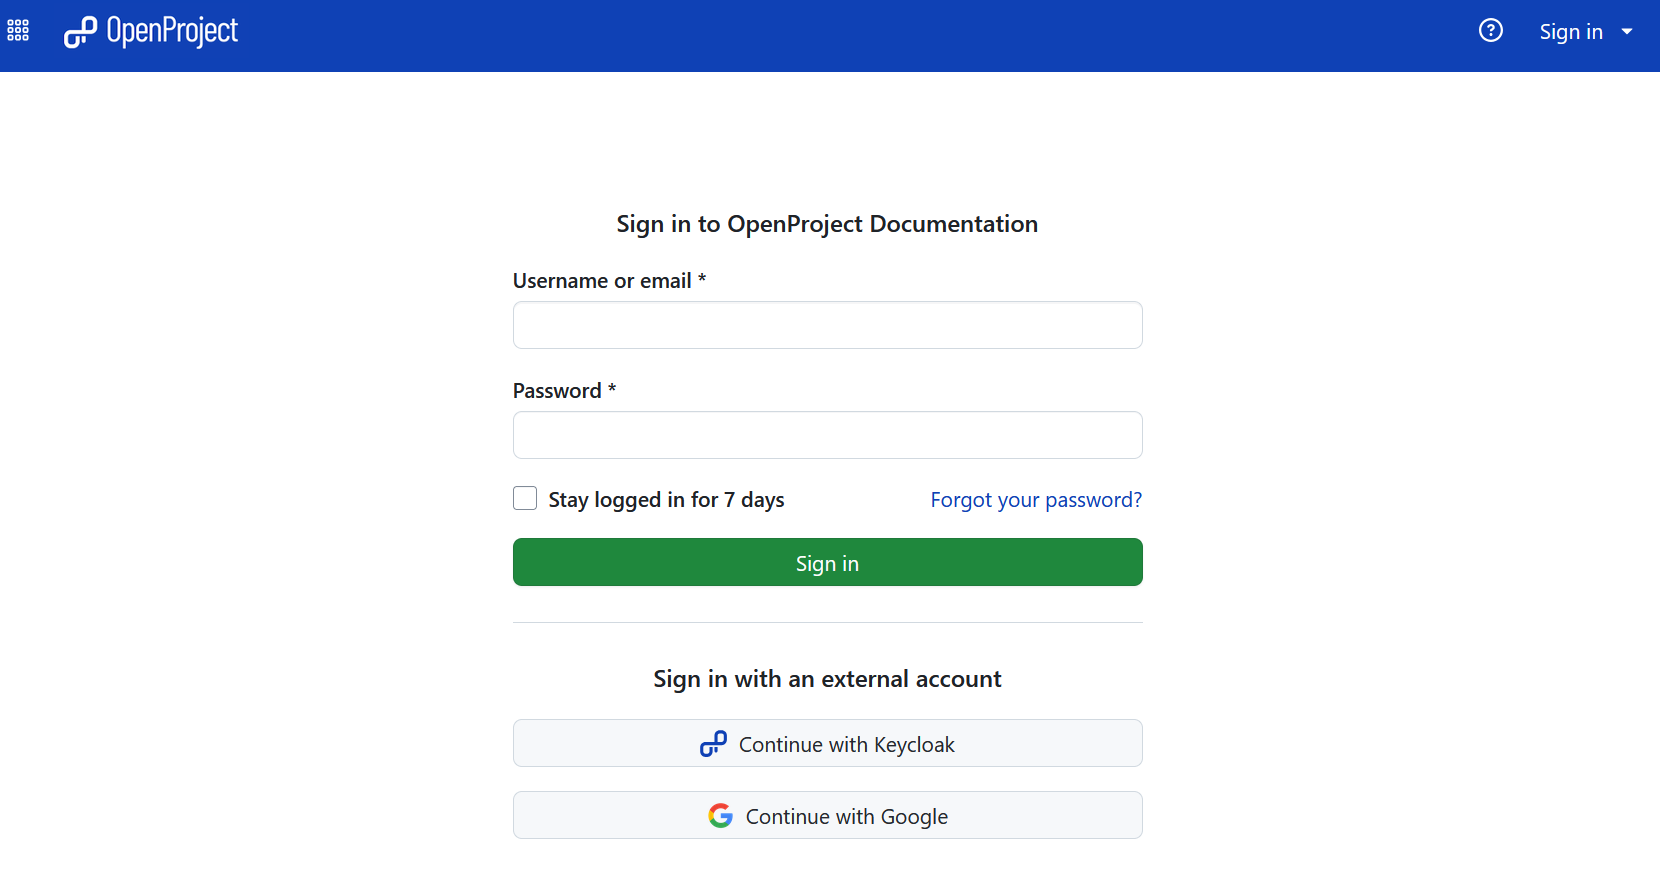 OpenProject
Sign in
Sign in to OpenProject Documentation
Username or email *
Password *
Stay logged in for 7 days
Forgot your password?
Sign in
Sign in with an external account
Continue with Keycloak
Continue with Google